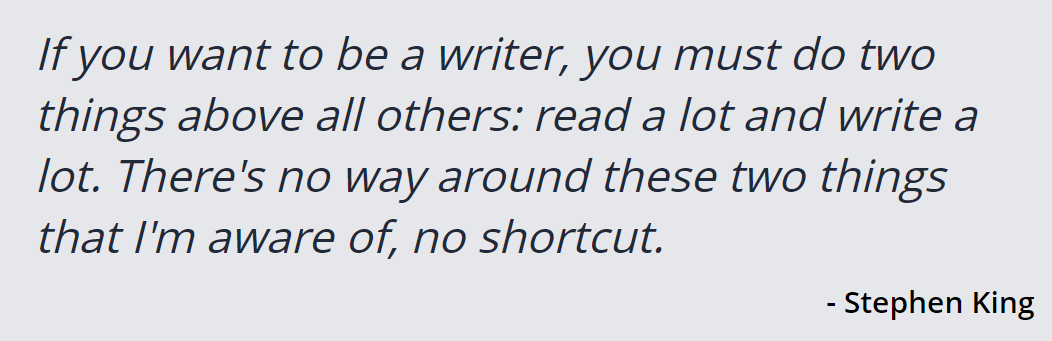 If you want to be a writer, you must do two
things above all others: read a lot and write a
lot. There's no way around these two things
that I'm aware of, no shortcut.
- Stephen King